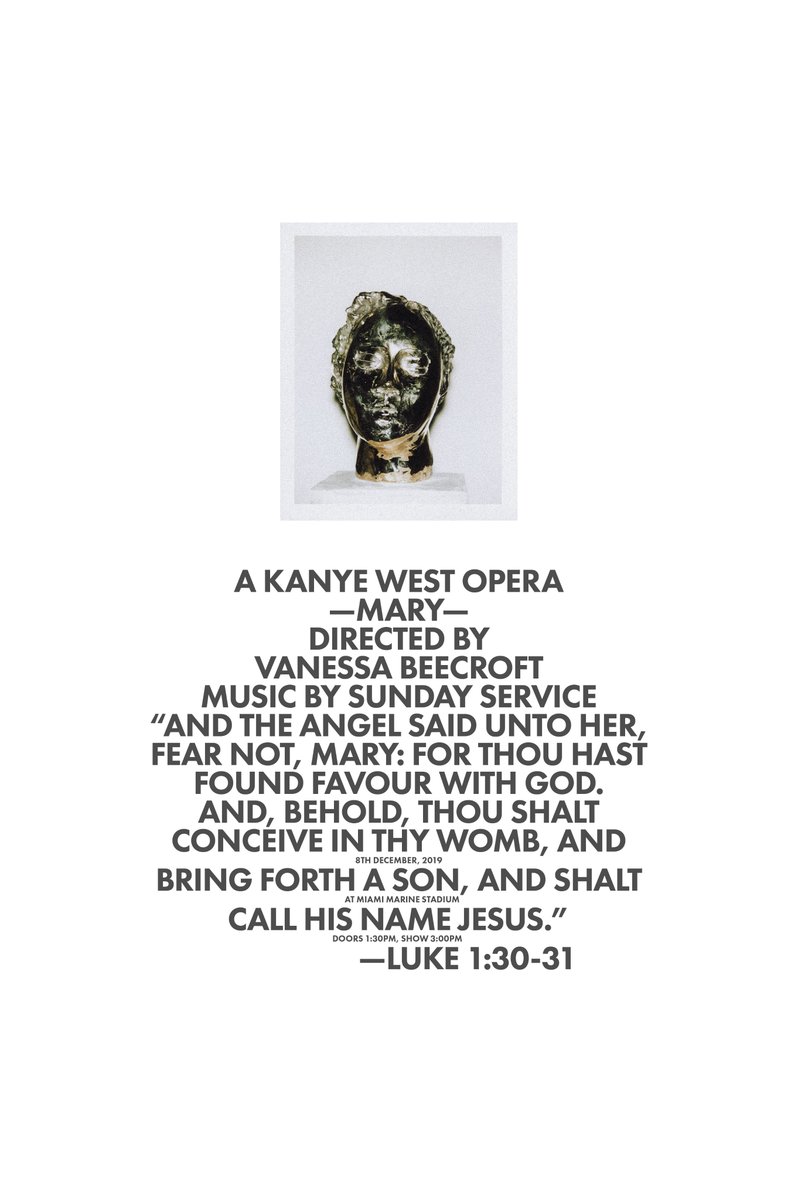 A KANYE WEST OPERA
—MARY—
DIRECTED BY
VANESSA BEECROFT
MUSIC BY SUNDAY SERVICE
“AND THE ANGEL SAID UNTO HER,
FEAR NOT, MARY: FOR THOU HAST
FOUND FAVOUR WITH GOD.
AND, BEHOLD, THOU SHALT
CONCEIVE IN THY WOMB, AND
8TH DECEMBER, 2019
BRING FORTH A SON, AND SHALT
AT MIAMI MARINE STADIUM
CALL HIS NAME JESUS.”
DOORS 1:30PM, SHOW 3:00PM
—LUKE 1:30-31